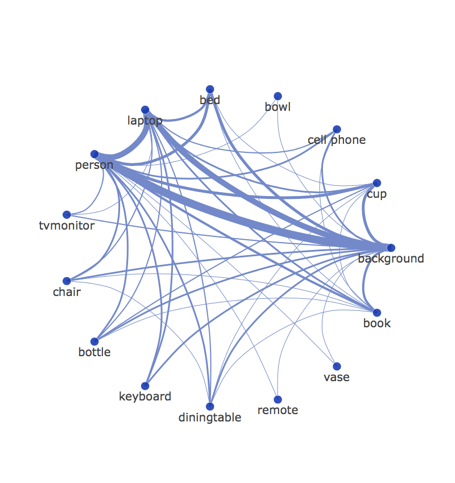 bed
bowl
laptop
cell phone
person
cup
tvmonitor
background
chair
book
bottle
vase
keyboard
remote
diningtable